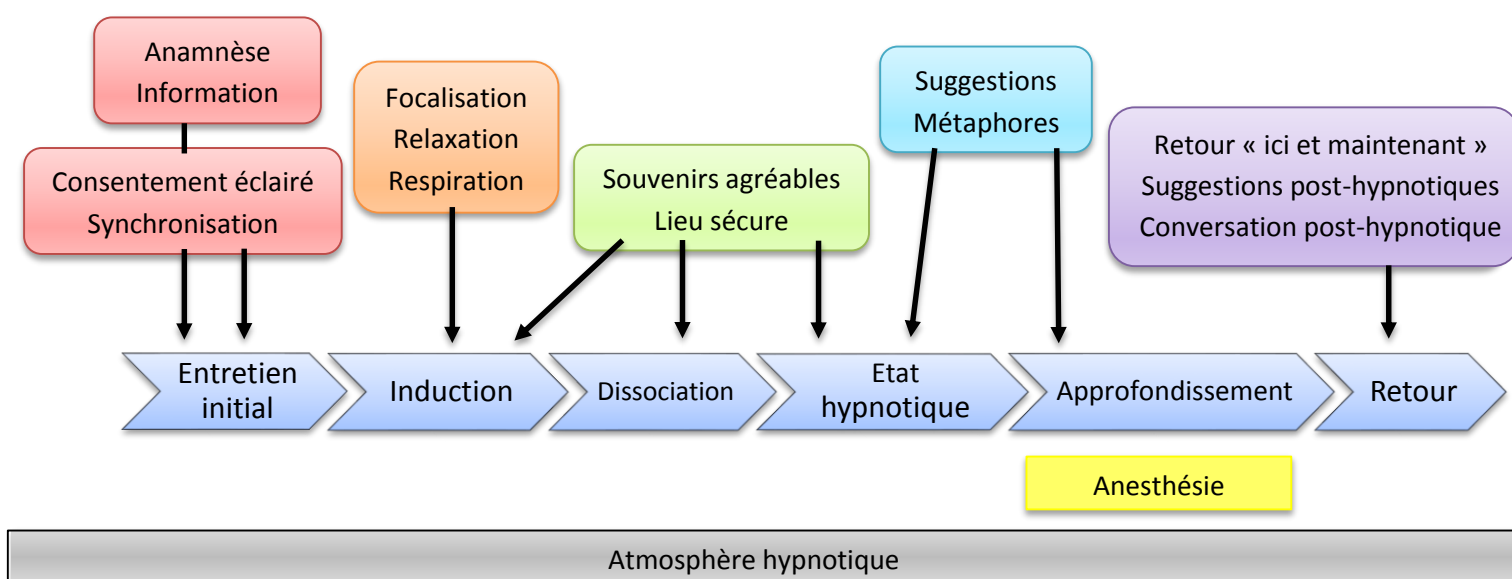 Anamnèse
Information
Consentement éclairé
Synchronisation
Focalisation
Relaxation
Respiration
Souvenirs agréables
Lieu sécure
Suggestions
Métaphores
Retour « ici et maintenant »
Suggestions post-hypnotiques
Conversation post-hypnotique
Entretien
initial
Induction
Dissociation
Etat
hypnotique
Approfondissement
Retour
Anesthésie
Atmosphère hypnotique